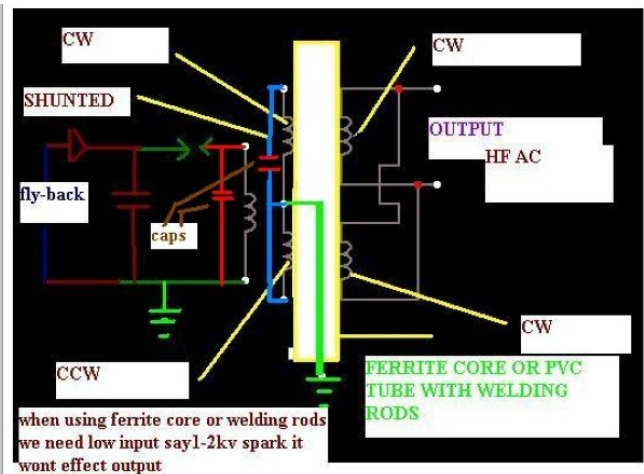 CW
CW
SHUNTED
OUTPUT
HF AC
fly-back
caps
CW
CCW
FERRITE CORE OR PVC
TUBE WITH WELDING
RODS
when using ferrite core or welding rods
we need low input say1-2kv spark it
wont effect output